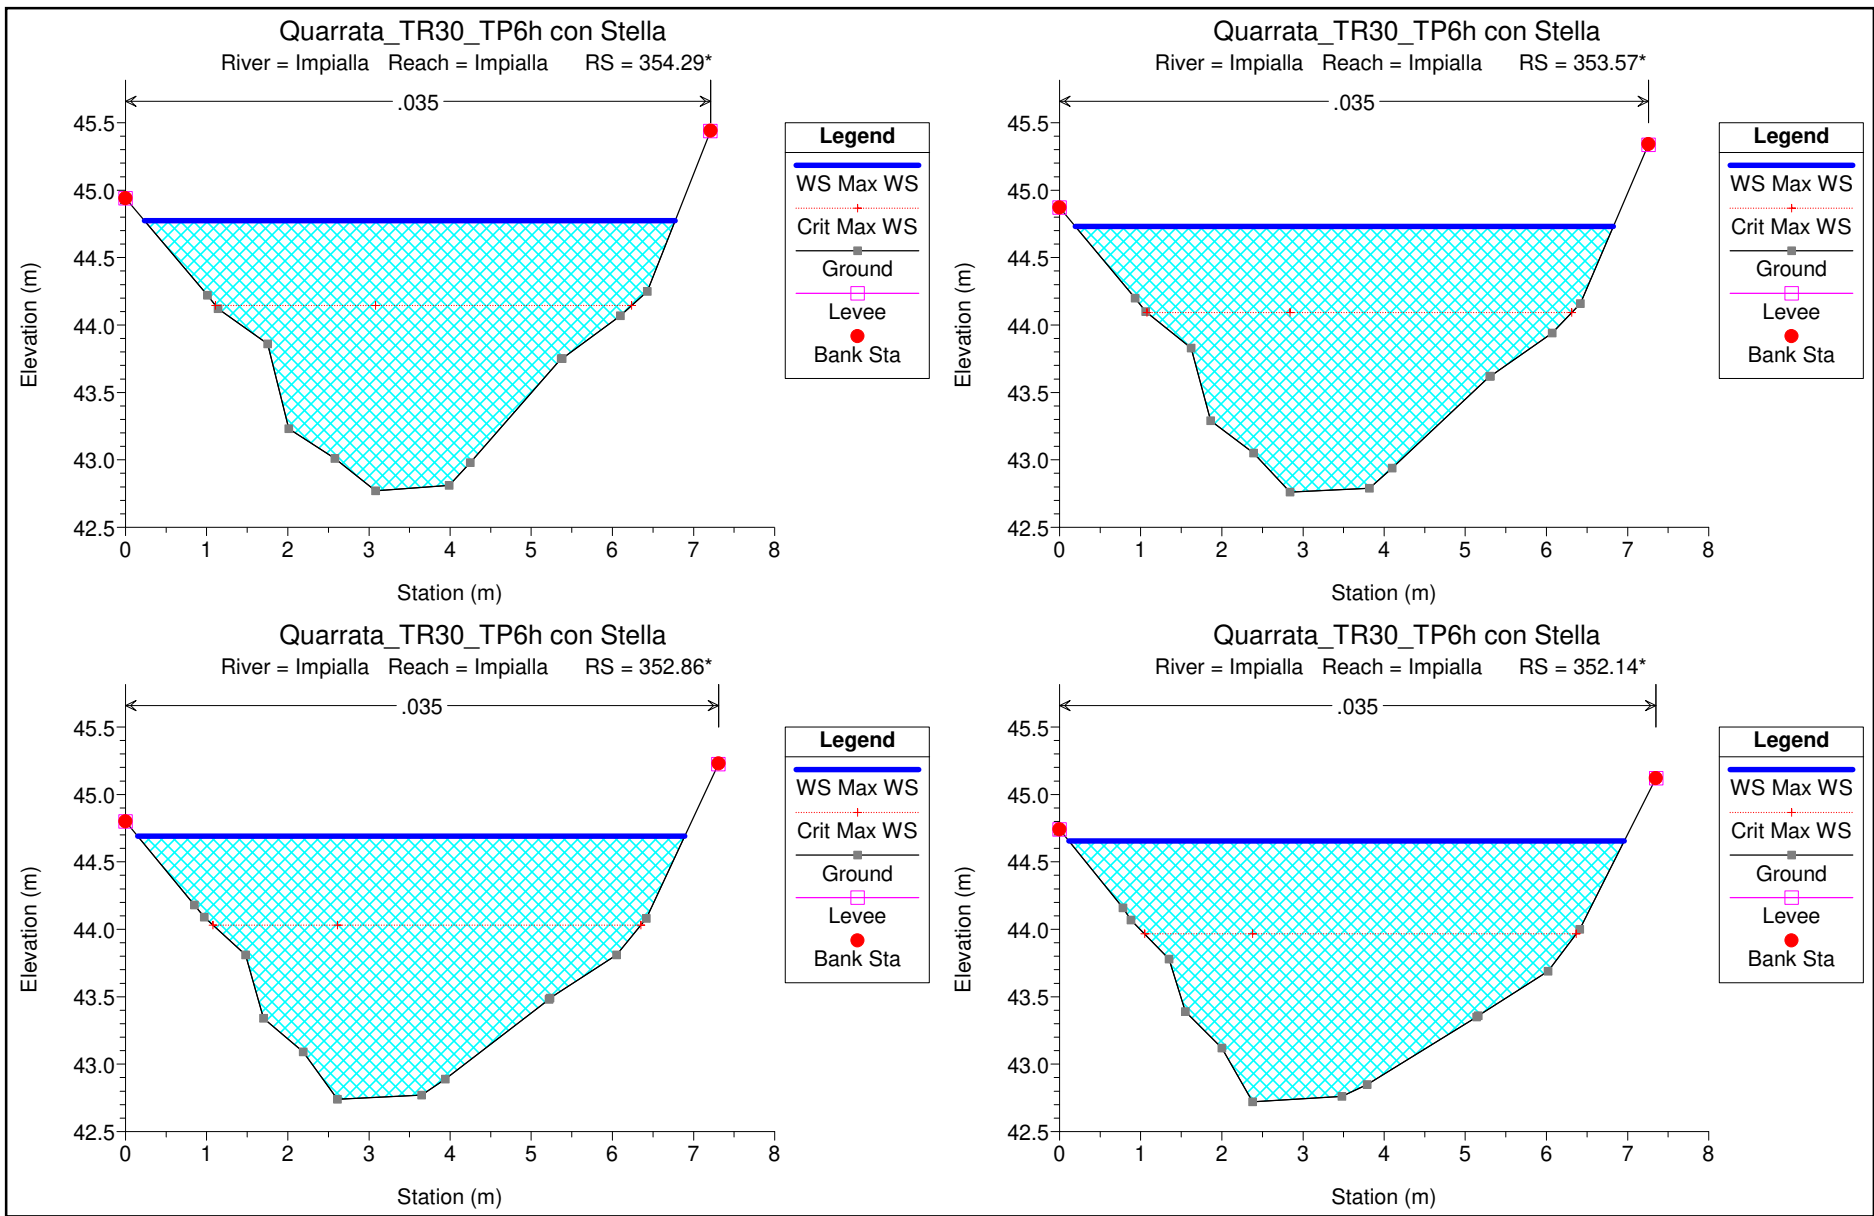 Quarrata_TR30_TP6h con Stella
River = Impialla Reach = Impialla RS = 354.29*
.035
45.5
45.0
44.5
44.0
43.5
43.0
42.5
0 1 2 3 4 5 6 7 8
Station (m)
Elevation (m)
Legend
WS Max WS
Crit Max WS
Ground
Levee
Bank Sta
Quarrata_TR30_TP6h con Stella
River = Impialla Reach = Impialla RS = 353.57*
.035
45.5
45.0
44.5
44.0
43.5
43.0
42.5
0 1 2 3 4 5 6 7 8
Station (m)
Elevation (m)
Legend
WS Max WS
Crit Max WS
Ground
Levee
Bank Sta
Quarrata_TR30_TP6h con Stella
River = Impialla Reach = Impialla RS = 352.86*
.035
45.5
45.0
44.5
44.0
43.5
43.0
42.5
0 1 2 3 4 5 6 7 8
Station (m)
Elevation (m)
Legend
WS Max WS
Crit Max WS
Ground
Levee
Bank Sta
Quarrata_TR30_TP6h con Stella
River = Impialla Reach = Impialla RS = 352.14*
.035
45.5
45.0
44.5
44.0
43.5
43.0
42.5
0 1 2 3 4 5 6 7 8
Station (m)
Elevation (m)
Legend
WS Max WS
Crit Max WS
Ground
Levee
Bank Sta